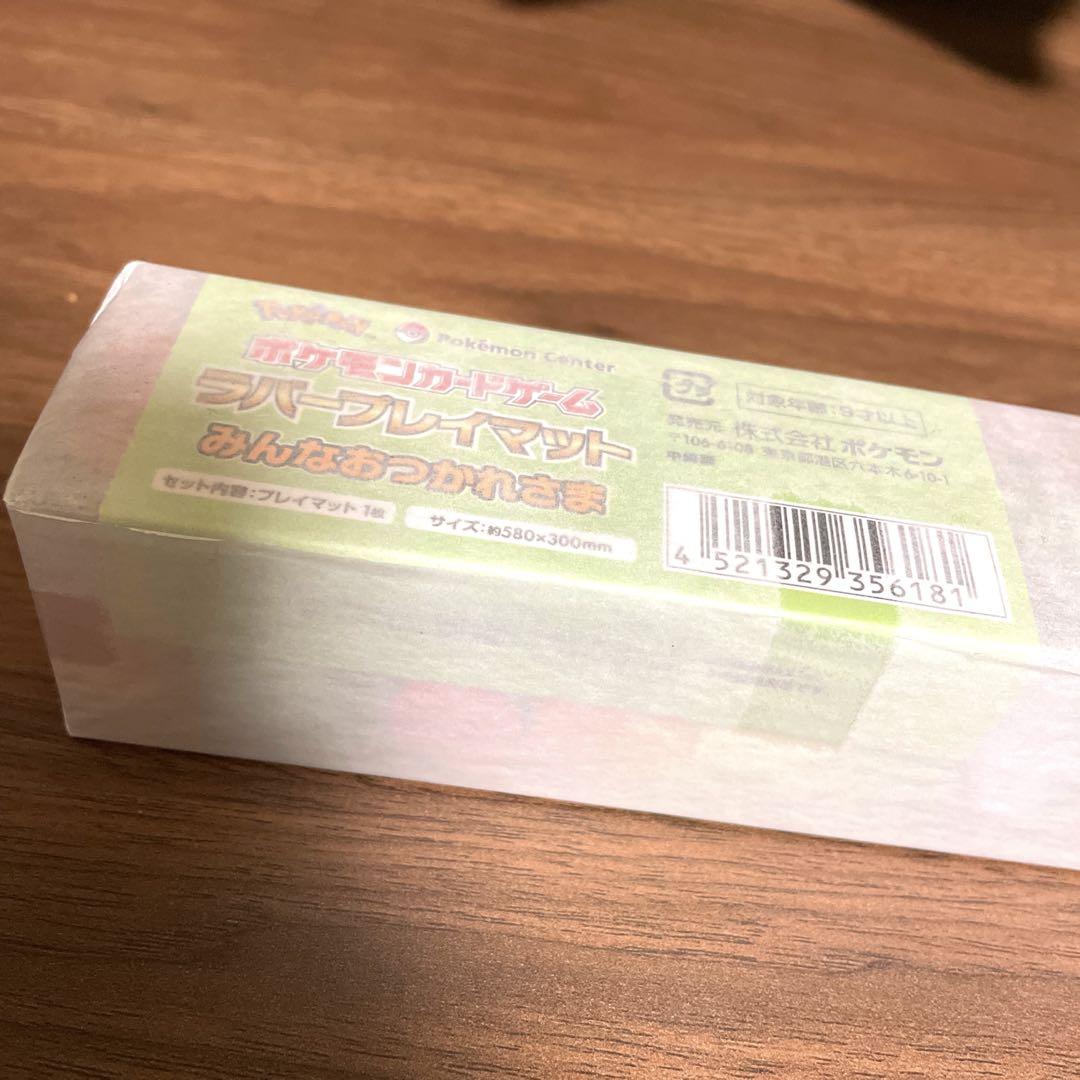 Pokémon
Pokémon Center
ポケモンカードゲーム
ラバープレイマット
みんなおつかれさま
セット内容:プレイマット 1枚
サイズ:約580×300mm
対象年齢:9才以上
発売元 株式会社 ポケモン
〒106-6108 東京都港区六本木6-10-1
中国製
4 521329 356181